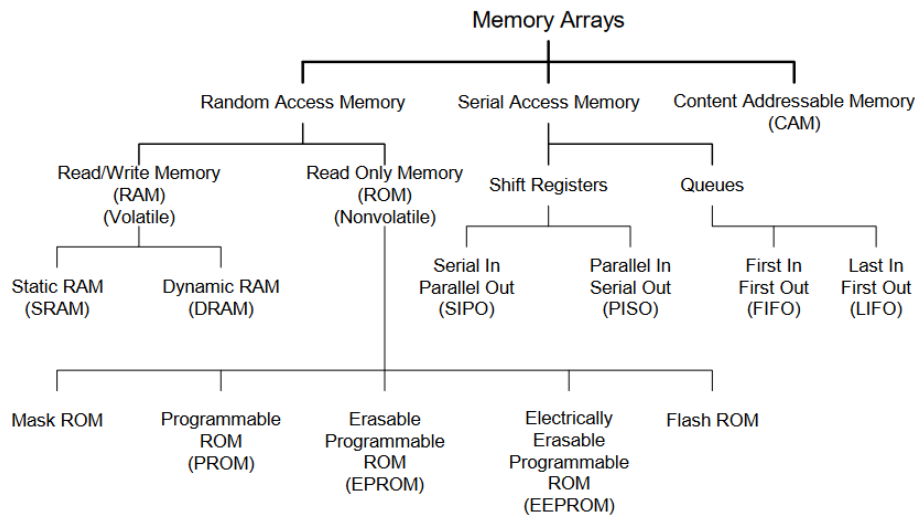 Memory Arrays
Random Access Memory
Serial Access Memory
Content Addressable Memory
(CAM)
Read/Write Memory
(RAM)
(Volatile)
Read Only Memory
(ROM)
(Nonvolatile)
Shift Registers
Queues
Static RAM
(SRAM)
Dynamic RAM
(DRAM)
Serial In
Parallel Out
(SIPO)
Parallel In
Serial Out
(PISO)
First In
First Out
(FIFO)
Last In
First Out
(LIFO)
Mask ROM
Programmable
ROM
(PROM)
Erasable
Programmable
ROM
(EPROM)
Electrically
Erasable
Programmable
ROM
(EEPROM)
Flash ROM